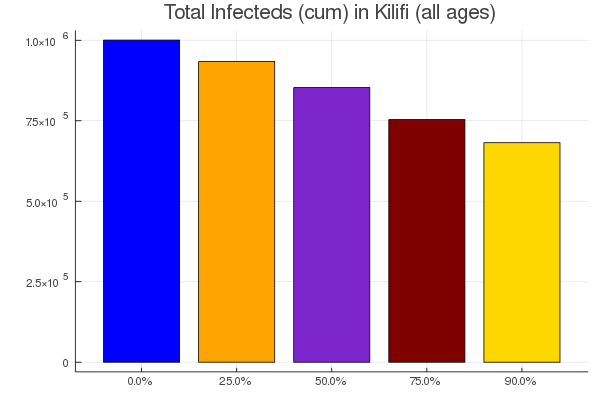 Total Infecteds (cum) in Kilifi (all ages)
1.0×10⁶
7.5×10⁵
5.0×10⁵
2.5×10⁵
0
0.0% 25.0% 50.0% 75.0% 90.0%